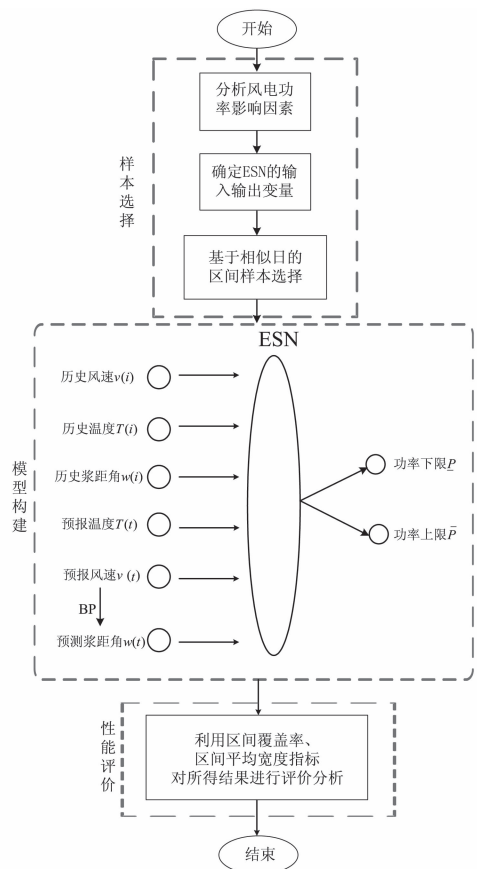 开始
样本选择
分析风电功
率影响因素
确定ESN的输
入输出变量
基于相似日的
区间样本选择
ESN
模型构建
历史风速v(i)
历史温度T(i)
历史浆距角w(i)
预报温度T(t)
预报风速v (t)
BP
预测浆距角w(t)
功率下限P̲
功率上限P̄
性能评价
利用区间覆盖率、
区间平均宽度指标
对所得结果进行评价分析
结束